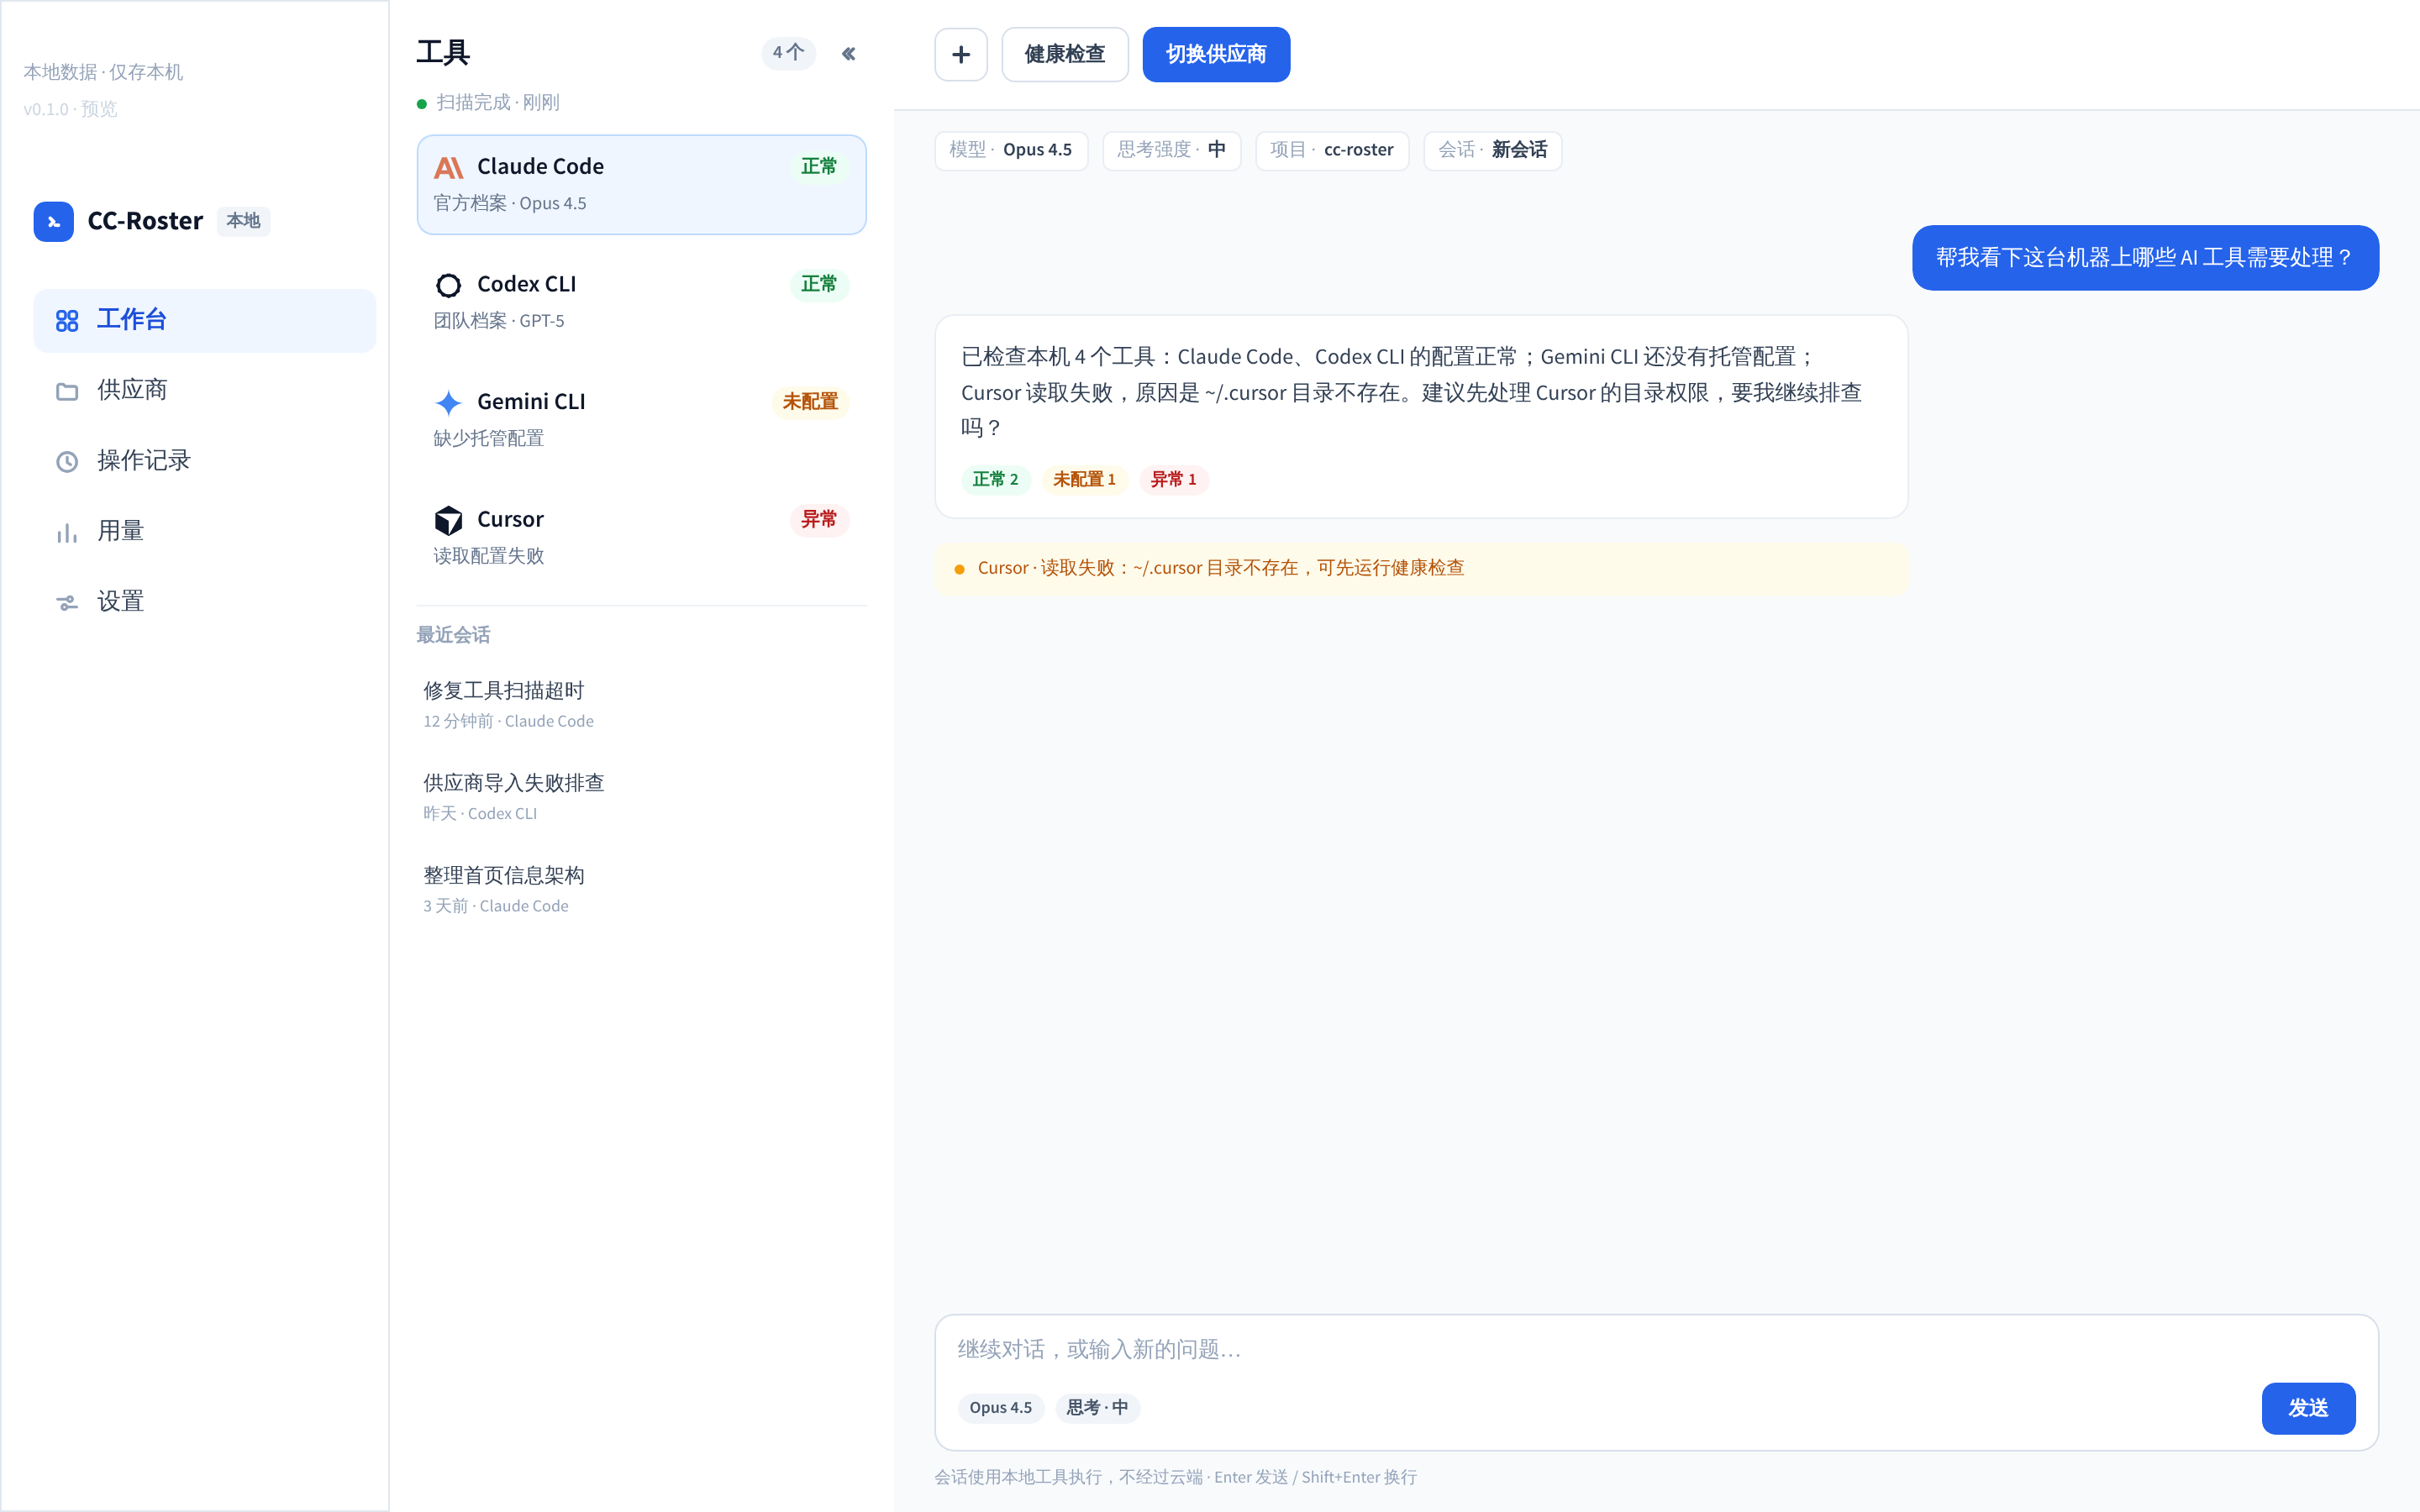 本地数据 · 仅存本机
v0.1.0 · 预览
CC-Roster 本地
工作台
供应商
操作记录
用量
设置
工具 4 个
扫描完成 · 刚刚
Claude Code 正常
官方档案 · Opus 4.5
Codex CLI 正常
团队档案 · GPT-5
Gemini CLI 未配置
缺少托管配置
Cursor 异常
读取配置失败
最近会话
修复工具扫描超时
12 分钟前 · Claude Code
供应商导入失败排查
昨天 · Codex CLI
整理首页信息架构
3 天前 · Claude Code
+ 健康检查 切换供应商
模型 · Opus 4.5 思考强度 · 中 项目 · cc-roster 会话 · 新会话
帮我看下这台机器上哪些 AI 工具需要处理？
已检查本机 4 个工具：Claude Code、Codex CLI 的配置正常；Gemini CLI 还没有托管配置；
Cursor 读取失败，原因是 ~/.cursor 目录不存在。建议先处理 Cursor 的目录权限，要我继续排查
吗？
正常 2 未配置 1 异常 1
Cursor · 读取失败：~/.cursor 目录不存在，可先运行健康检查
继续对话，或输入新的问题…
Opus 4.5 思考 · 中 发送
会话使用本地工具执行，不经过云端 · Enter 发送 / Shift+Enter 换行